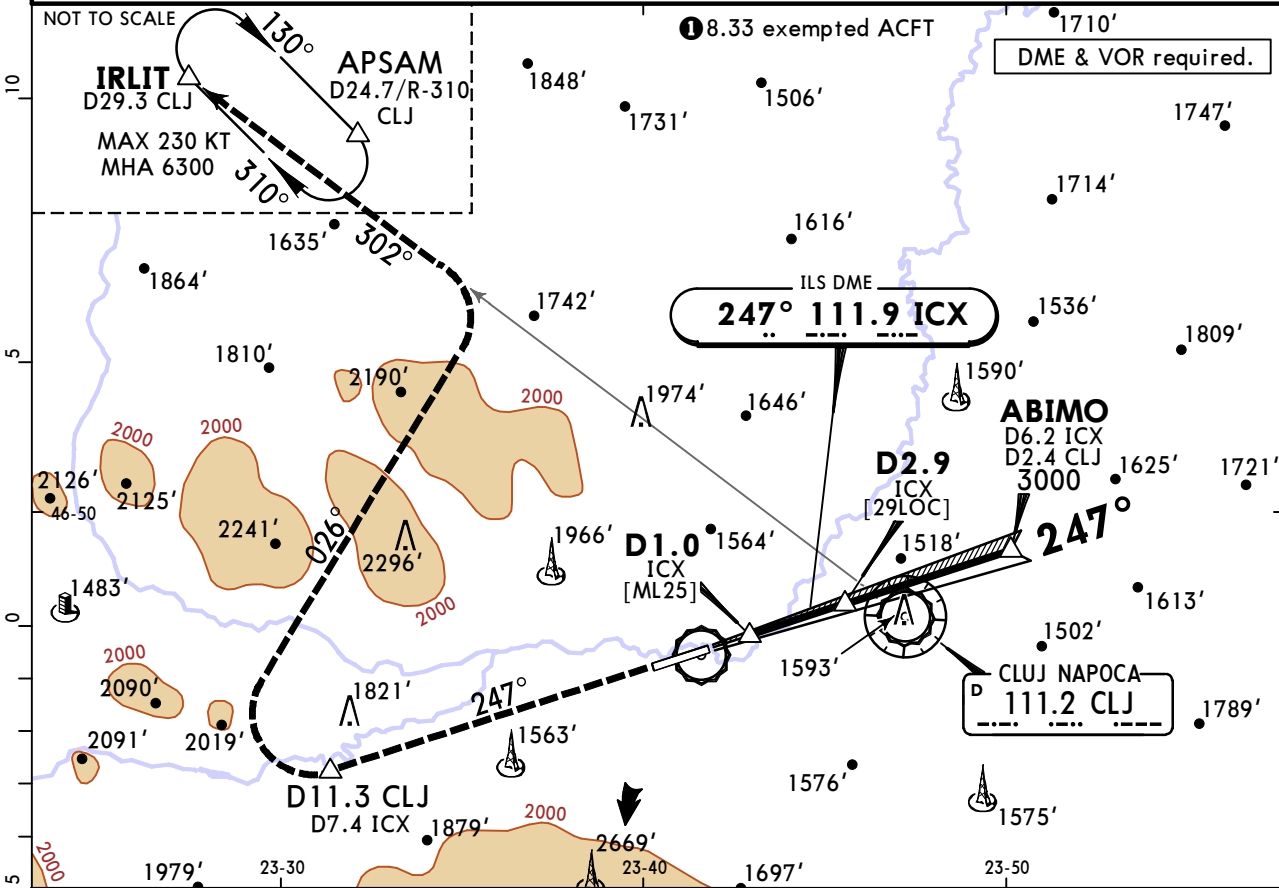 NOT TO SCALE
130°
IRLIT
D29.3 CLJ
APSAM
D24.7/R-310
CLJ
MAX 230 KT
MHA 6300
310°
302°
1 8.33 exempted ACFT
DME & VOR required.
1710'
1848'
1731'
1506'
1747'
1714'
1616'
1635'
1864'
1742'
1810'
ILS DME
247° 111.9 ICX
1536'
1809'
1590'
10
5
0
5
2190'
1974'
1646'
ABIMO
D6.2 ICX
D2.4 CLJ
3000
1625'
1721'
247°
D2.9
ICX
[29LOC]
2000
2000
2000
2126'
46-50
2125'
2241'
026°
2296'
2000
1966'
1564'
1518'
D1.0
ICX
[ML25]
1483'
1613'
1502'
1593'
C
CLUJ NAPOCA
D
111.2 CLJ
1789'
2000
2090'
2091'
2019'
1821'
247°
1563'
1576'
1575'
D11.3 CLJ
D7.4 ICX
1879'
2000
2669'
2000
1979'
23-30
23-40
1697'
23-50